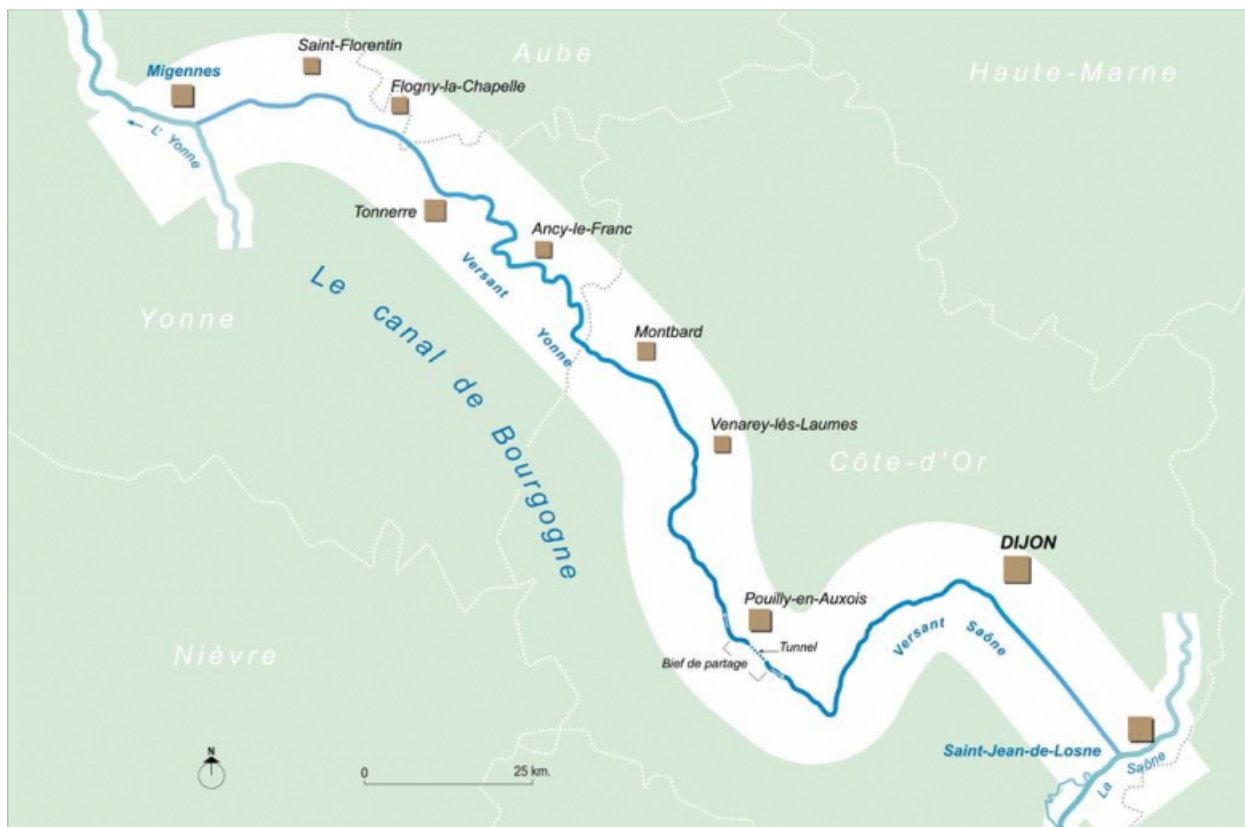 Saint-Florentin
Aube
Haute-Marne
Migennes
Flogny-la-Chapelle
L' Yonne
Tonnerre
Ancy-le-Franc
Versant
Yonne
Yonne
Le canal de Bourgogne
Montbard
Venarey-lès-Laumes
Côte-d'Or
DIJON
Pouilly-en-Auxois
Tunnel
Bief de partage
Versant Saône
Nièvre
Saint-Jean-de-Losne
La Saône
N
0 25 km.